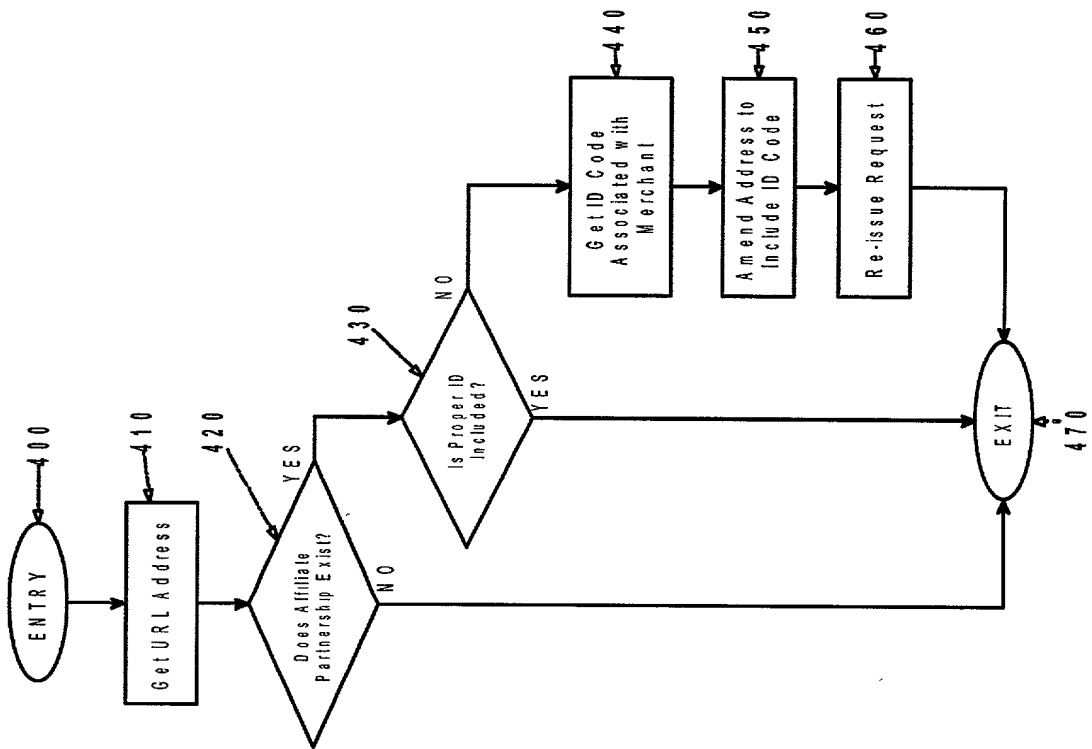 ENTRY
400
Get URL Address
410
Does Affiliate
Partnership Exist?
420
YES
NO
Is Proper ID
Included?
430
NO
YES
Get ID Code
Associated with
Merchant
440
Amend Address to
Include ID Code
450
Re-issue Request
460
EXIT
470